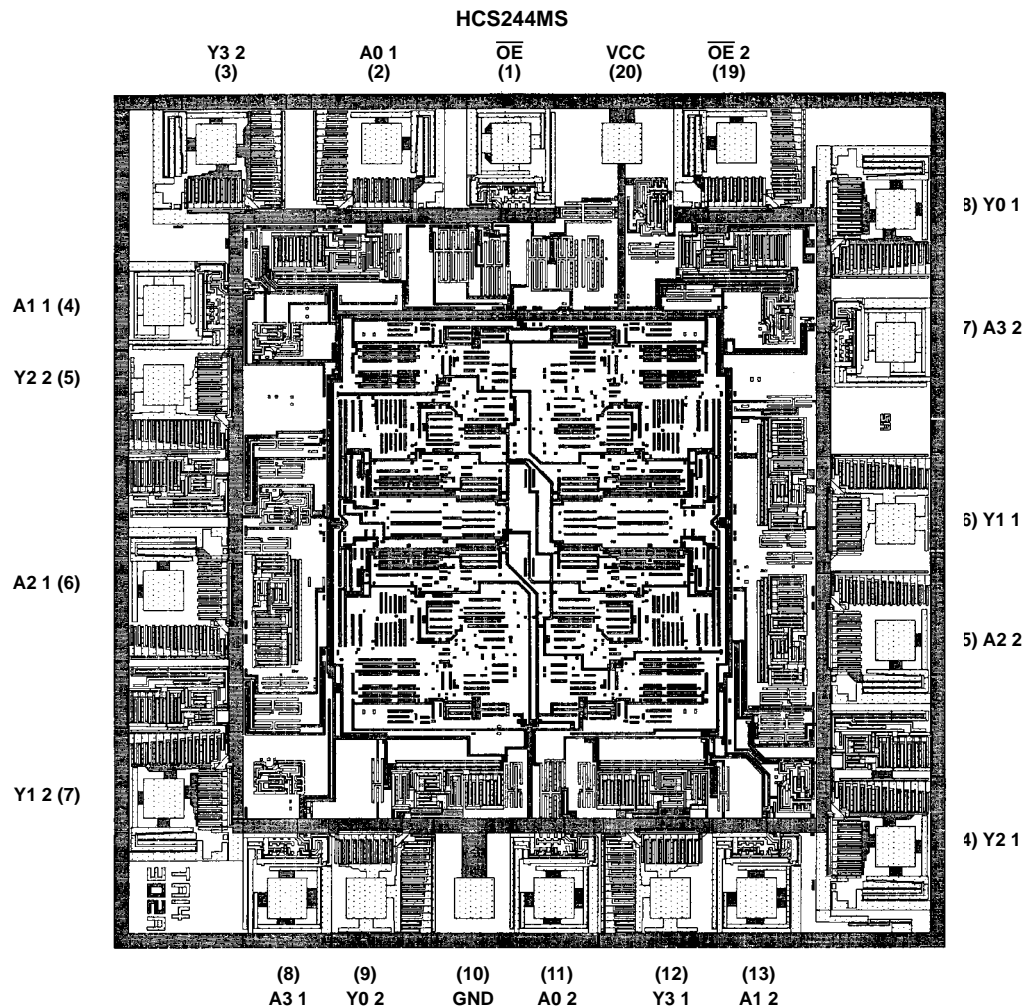 HCS244MS
Y3 2
(3)
A0 1
(2)
OE
(1)
VCC
(20)
OE 2
(19)
A1 1 (4)
Y2 2 (5)
A2 1 (6)
Y1 2 (7)
8) Y0 1
7) A3 2
6) Y1 1
5) A2 2
4) Y2 1
TA14
302A
(8)
A3 1
(9)
Y0 2
(10)
GND
(11)
A0 2
(12)
Y3 1
(13)
A1 2